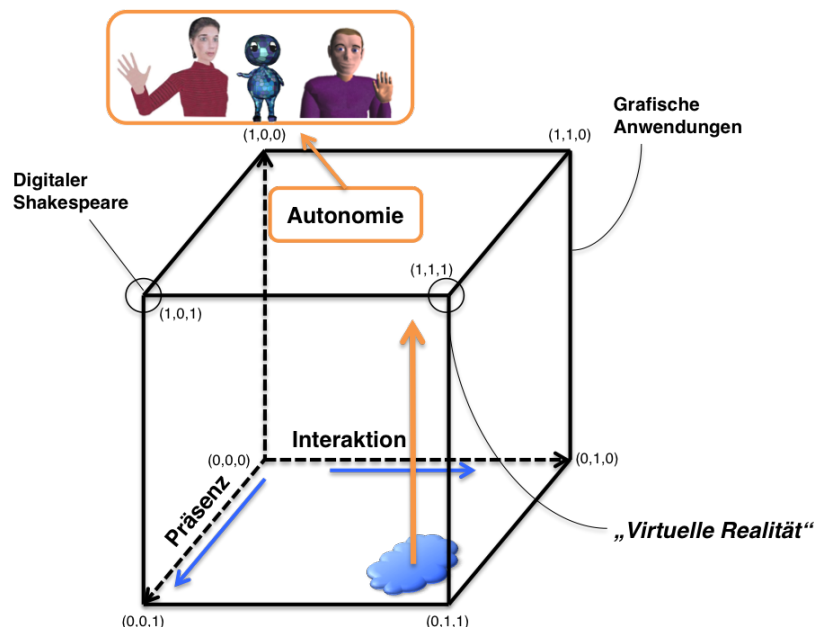 (1,0,0)
(1,1,0)
Grafische
Anwendungen
Digitaler
Shakespeare
Autonomie
(1,1,1)
(1,0,1)
Interaktion
(0,0,0)
(0,1,0)
Präsenz
„Virtuelle Realität“
(0,0,1)
(0,1,1)